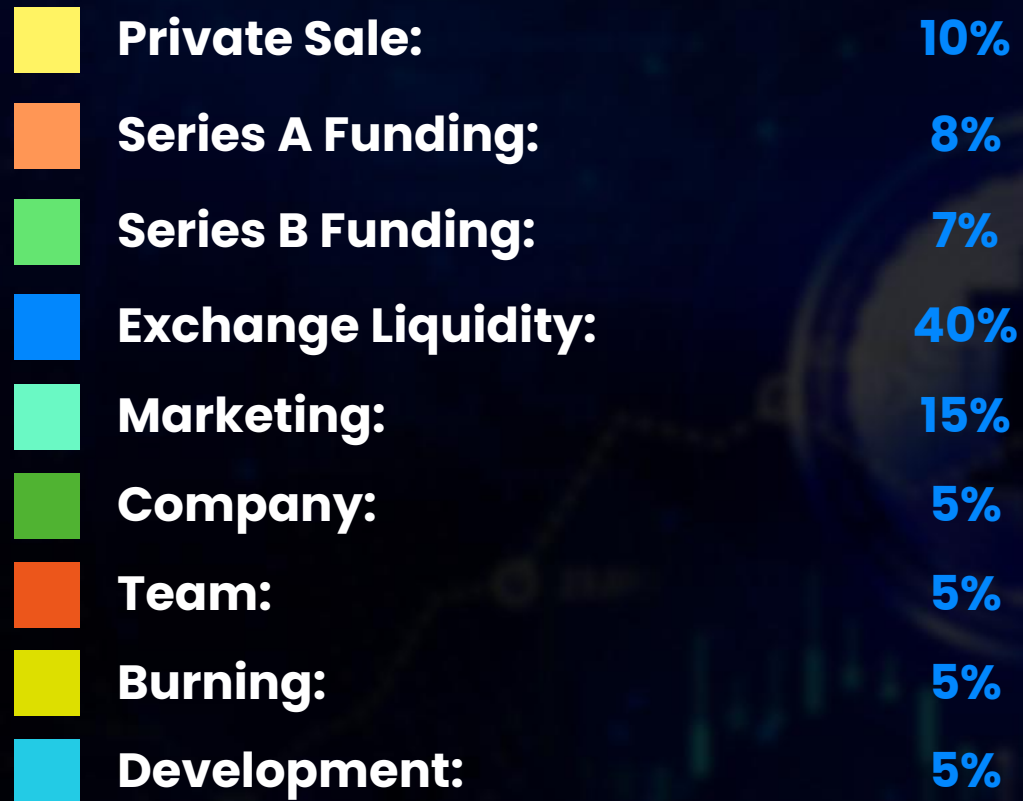 Private Sale: 10%
Series A Funding: 8%
Series B Funding: 7%
Exchange Liquidity: 40%
Marketing: 15%
Company: 5%
Team: 5%
Burning: 5%
Development: 5%